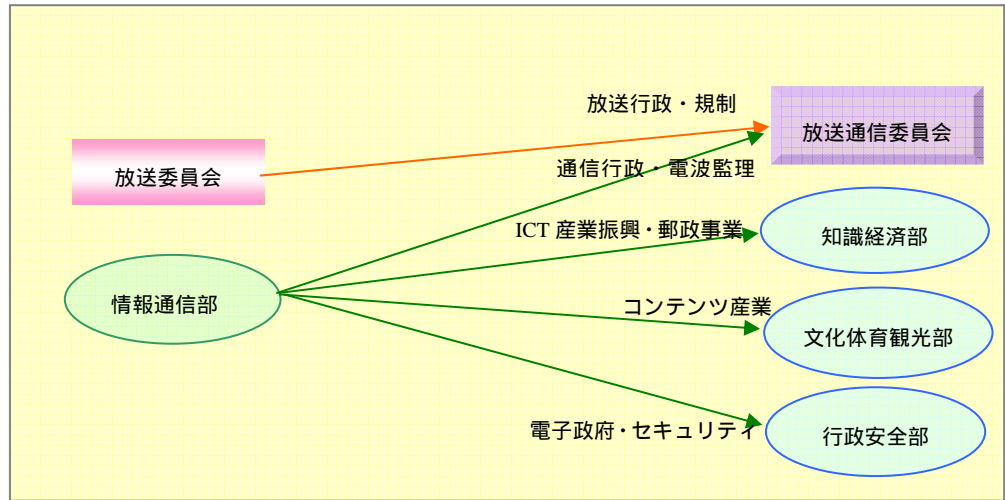 放送行政・規制
放送通信委員会
放送委員会
通信行政・電波監理
ICT 産業振興・郵政事業
知識経済部
情報通信部
コンテンツ産業
文化体育観光部
電子政府・セキュリティ
行政安全部